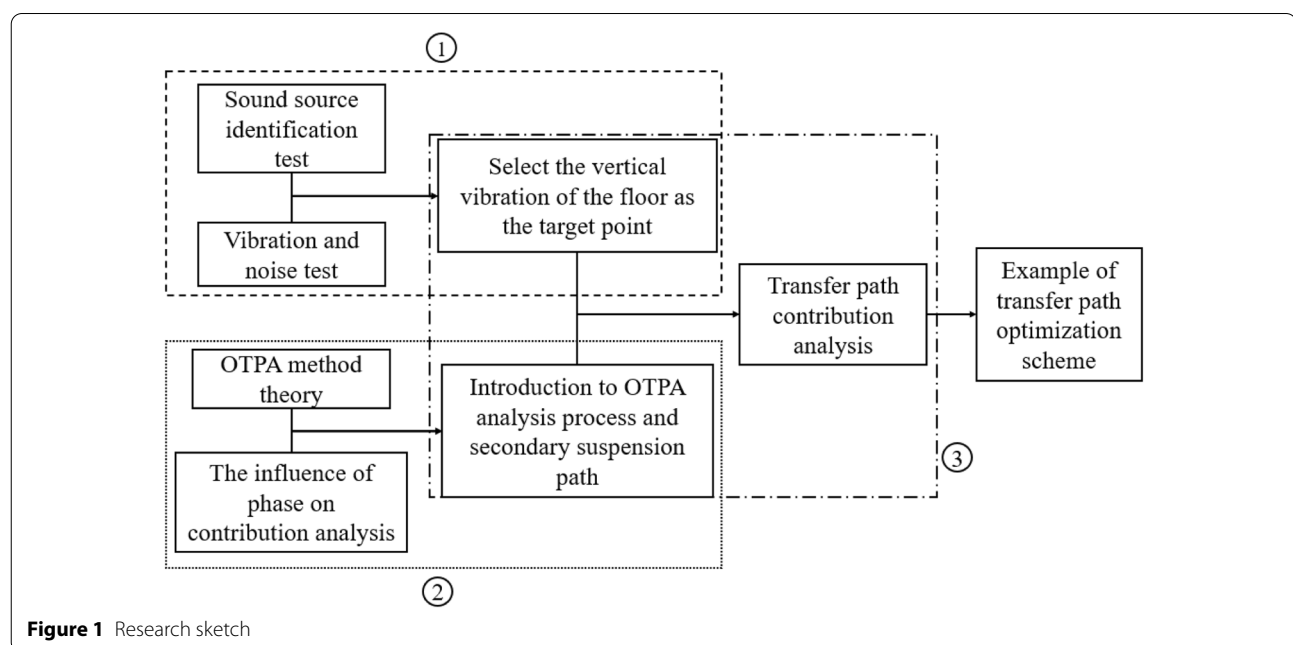 ①
Sound source
identification
test
Vibration and
noise test
Select the vertical
vibration of the floor as
the target point
Transfer path
contribution
analysis
Example of
transfer path
optimization
scheme
OTPA method
theory
The influence of
phase on
contribution analysis
Introduction to OTPA
analysis process and
secondary suspension
path
③
②
Figure 1 Research sketch